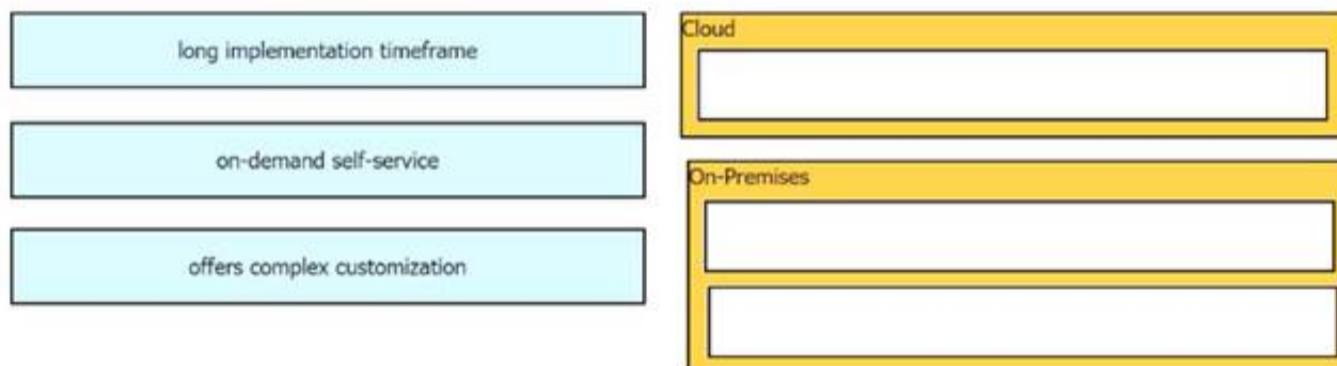 long implementation timeframe
on-demand self-service
offers complex customization
Cloud
On-Premises